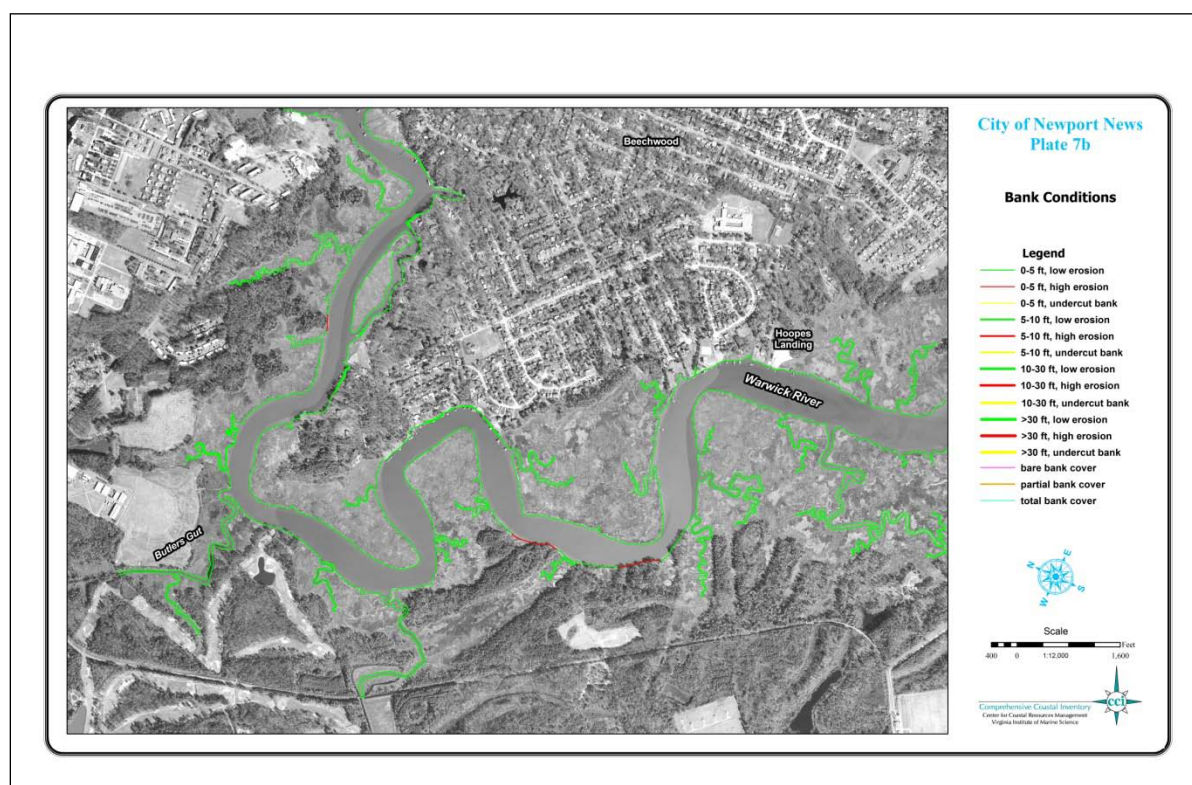 City of Newport News
Plate 7b
Bank Conditions
Legend
0-5 ft, low erosion
0-5 ft, high erosion
0-5 ft, undercut bank
5-10 ft, low erosion
5-10 ft, high erosion
5-10 ft, undercut bank
10-30 ft, low erosion
10-30 ft, high erosion
10-30 ft, undercut bank
>30 ft, low erosion
>30 ft, high erosion
>30 ft, undercut bank
bare bank cover
partial bank cover
total bank cover
Beechwood
Hoopes
Landing
Warwick River
Butlers Gut
N
E
W
S
Scale
Feet
400 0 1:12,000 1,600
Comprehensive Coastal Inventory
Center for Coastal Resources Management
Virginia Institute of Marine Science
cci